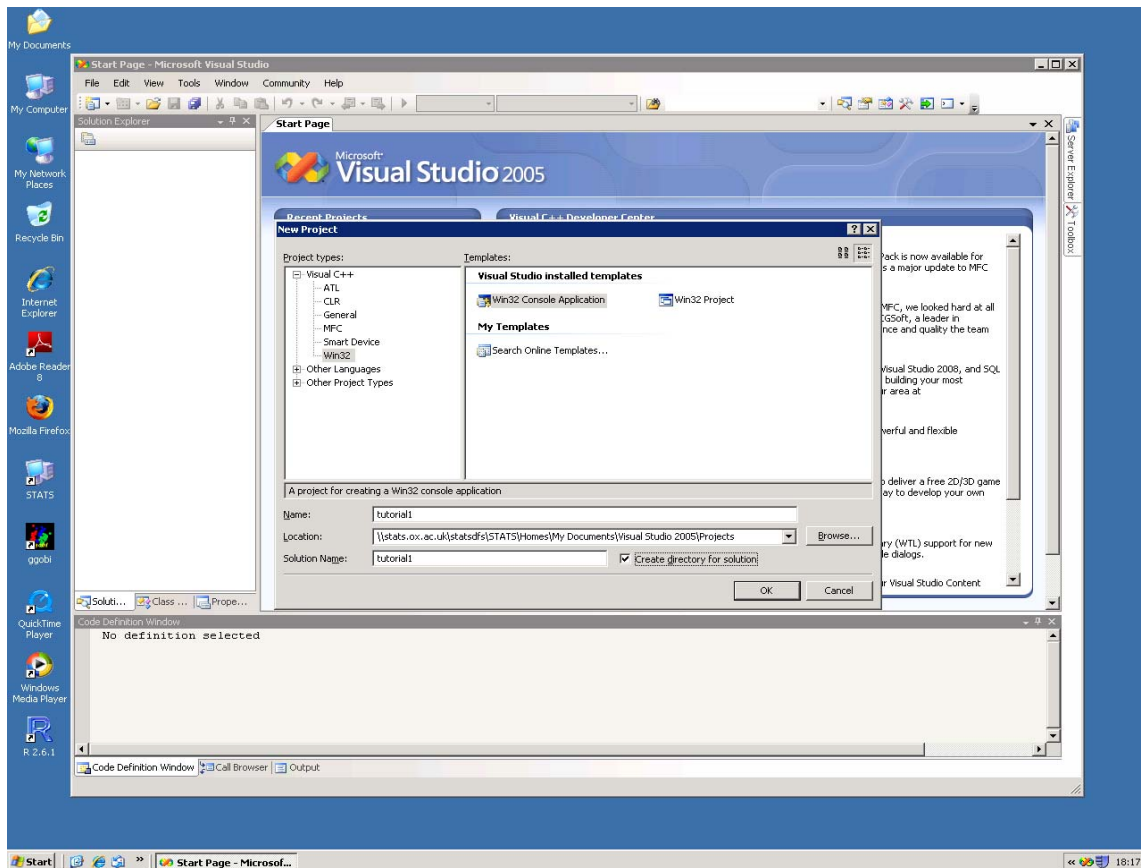 My Documents
My Computer
My Network
Places
Recycle Bin
Internet
Explorer
Adobe Reader
8
Mozilla Firefox
STATS
ggobi
QuickTime
Player
Windows
Media Player
R 2.6.1
Start Page - Microsoft Visual Studio
File Edit View Tools Window Community Help
Solution Explorer
Start Page
Server Explorer
Toolbox
Microsoft
Visual Studio 2005
Recent Projects
Visual C++ Developer Center
New Project
Project types:
Templates:
Visual C++
ATL
CLR
General
MFC
Smart Device
Win32
Other Languages
Other Project Types
Visual Studio installed templates
Win32 Console Application
Win32 Project
My Templates
Search Online Templates...
A project for creating a Win32 console application
Name:
tutorial1
Location:
\\stats.ox.ac.uk\statsdfs\STATS\Homes\My Documents\Visual Studio 2005\Projects
Browse...
Solution Name:
tutorial1
Create directory for solution
OK
Cancel
Pack is now available for
s a major update to MFC
MFC, we looked hard at all
CGSoft, a leader in
nce and quality the team
Visual Studio 2008, and SQL
building your most
r area at
werful and flexible
o deliver a free 2D/3D game
ay to develop your own
ary (WTL) support for new
le dialogs.
r Visual Studio Content
Soluti...
Class ...
Prope...
Code Definition Window
No definition selected
Code Definition Window
Call Browser
Output
Start
Start Page - Microsof...
18:17